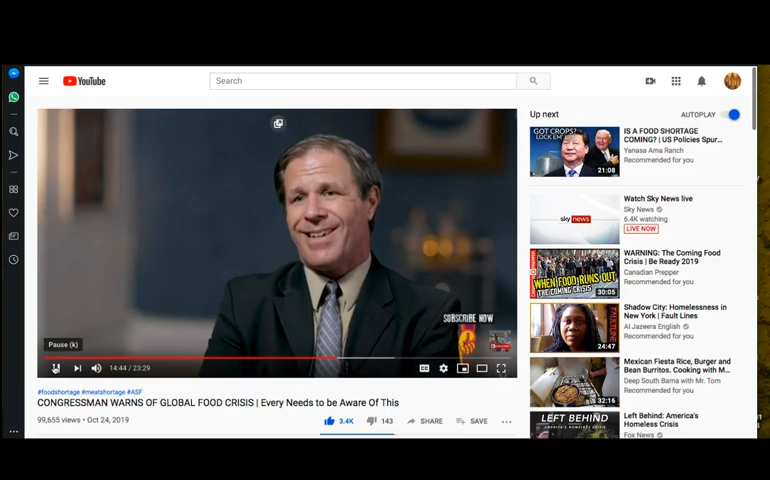 YouTube
Search
SUBSCRIBE NOW
Pause (k)
14:44 / 23:29
#foodshortage #meatshortage #ASF
CONGRESSMAN WARNS OF GLOBAL FOOD CRISIS | Every Needs to be Aware Of This
99,655 views • Oct 24, 2019
3.4K
143
SHARE
SAVE
Up next
AUTOPLAY
GOT CROPS?
21:08
IS A FOOD SHORTAGE
COMING? | US Policies Spur...
Yanasa Ama Ranch
Recommended for you
sky news
Watch Sky News live
Sky News
6.4K watching
LIVE NOW
WHEN FOOD RUNS OUT
THE COMING CRISIS
30:05
WARNING: The Coming Food
Crisis | Be Ready 2019
Canadian Prepper
Recommended for you
FAULTLINES
24:47
Shadow City: Homelessness in
New York | Fault Lines
Al Jazeera English
Recommended for you
32:16
Mexican Fiesta Rice, Burger and
Bean Burritos. Cooking with M...
Deep South Bama with Mr. Tom
Recommended for you
LEFT BEHIND
Left Behind: America's
Homeless Crisis
Fox News